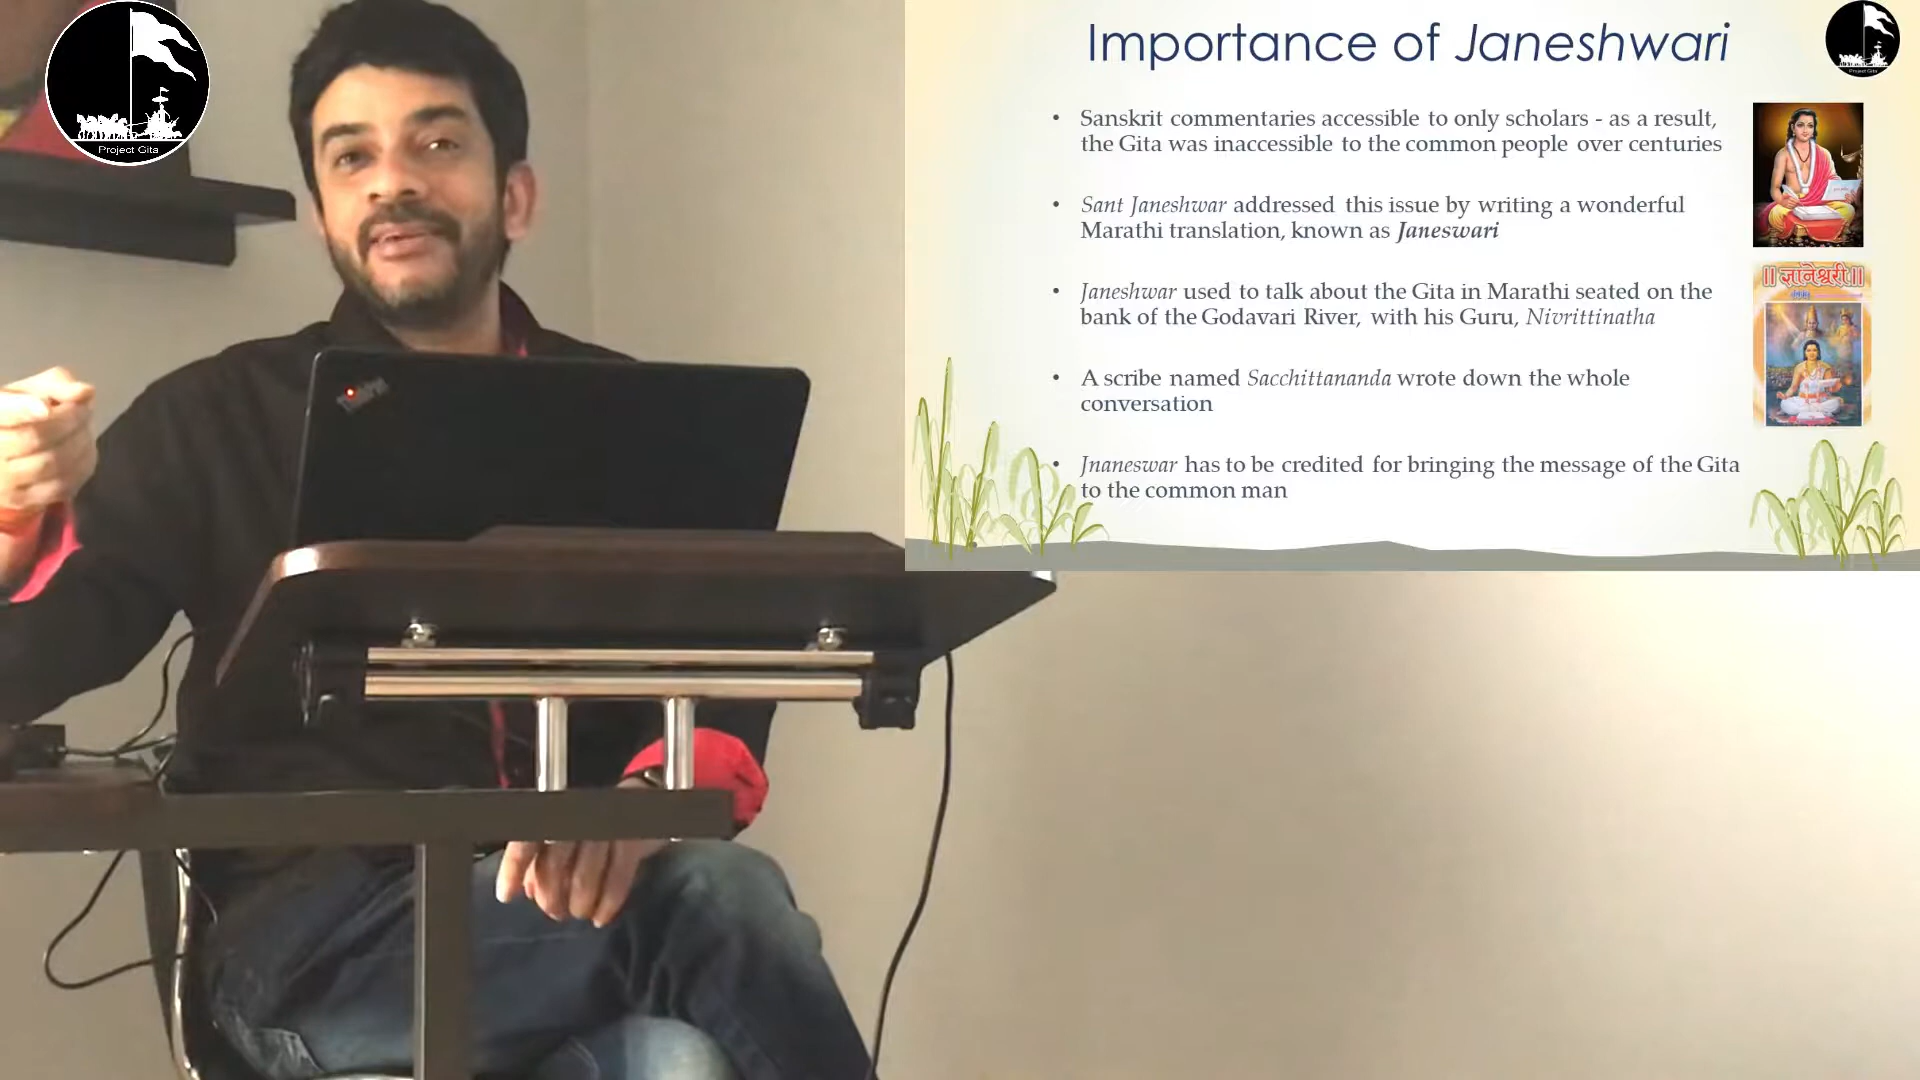 Project Gita
Importance of Janeshwari
Project Gita
• Sanskrit commentaries accessible to only scholars - as a result,
the Gita was inaccessible to the common people over centuries
• Sant Janeshwar addressed this issue by writing a wonderful
Marathi translation, known as Janeswari
• Janeshwar used to talk about the Gita in Marathi seated on the
bank of the Godavari River, with his Guru, Nivrittinatha
• A scribe named Sacchittananda wrote down the whole
conversation
• Jnaneswar has to be credited for bringing the message of the Gita
to the common man
॥ ज्ञानेश्वरी॥
ThinkPad